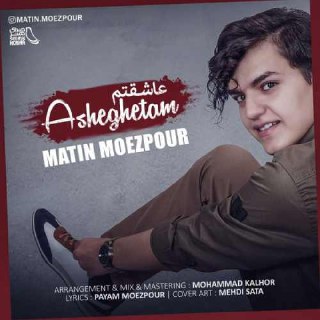 @MATIN.MOEZPOUR
عاشقتم
Asheghetam
MATIN MOEZPOUR
ARRANGEMENT & MIX & MASTERING : MOHAMMAD KALHOR
LYRICS : PAYAM MOEZPOUR | COVER ART : MEHDI SATA